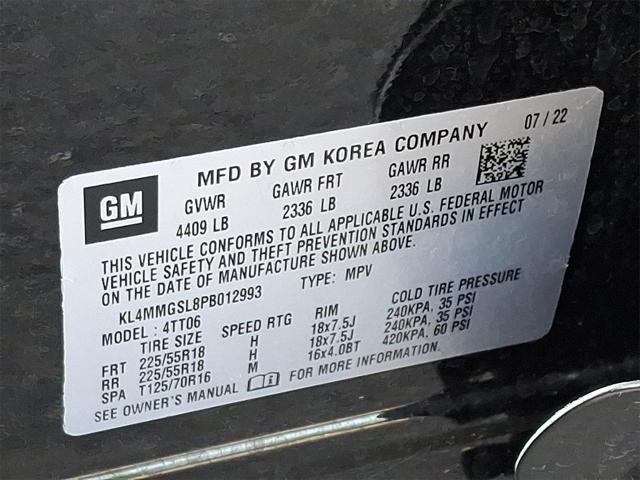 GM
MFD BY GM KOREA COMPANY 07 / 22
GVWR GAWR FRT GAWR RR
4409 LB 2336 LB 2336 LB
THIS VEHICLE CONFORMS TO ALL APPLICABLE U.S. FEDERAL MOTOR
VEHICLE SAFETY AND THEFT PREVENTION STANDARDS IN EFFECT
ON THE DATE OF MANUFACTURE SHOWN ABOVE.
KL4MMGSL8PB012993 TYPE: MPV
MODEL : 4TT06
TIRE SIZE SPEED RTG RIM COLD TIRE PRESSURE
FRT 225/55R18 H 18x7.5J 240KPA, 35 PSI
RR 225/55R18 H 18x7.5J 240KPA, 35 PSI
SPA T125/70R16 M 16x4.0BT 420KPA, 60 PSI
SEE OWNER'S MANUAL FOR MORE INFORMATION.